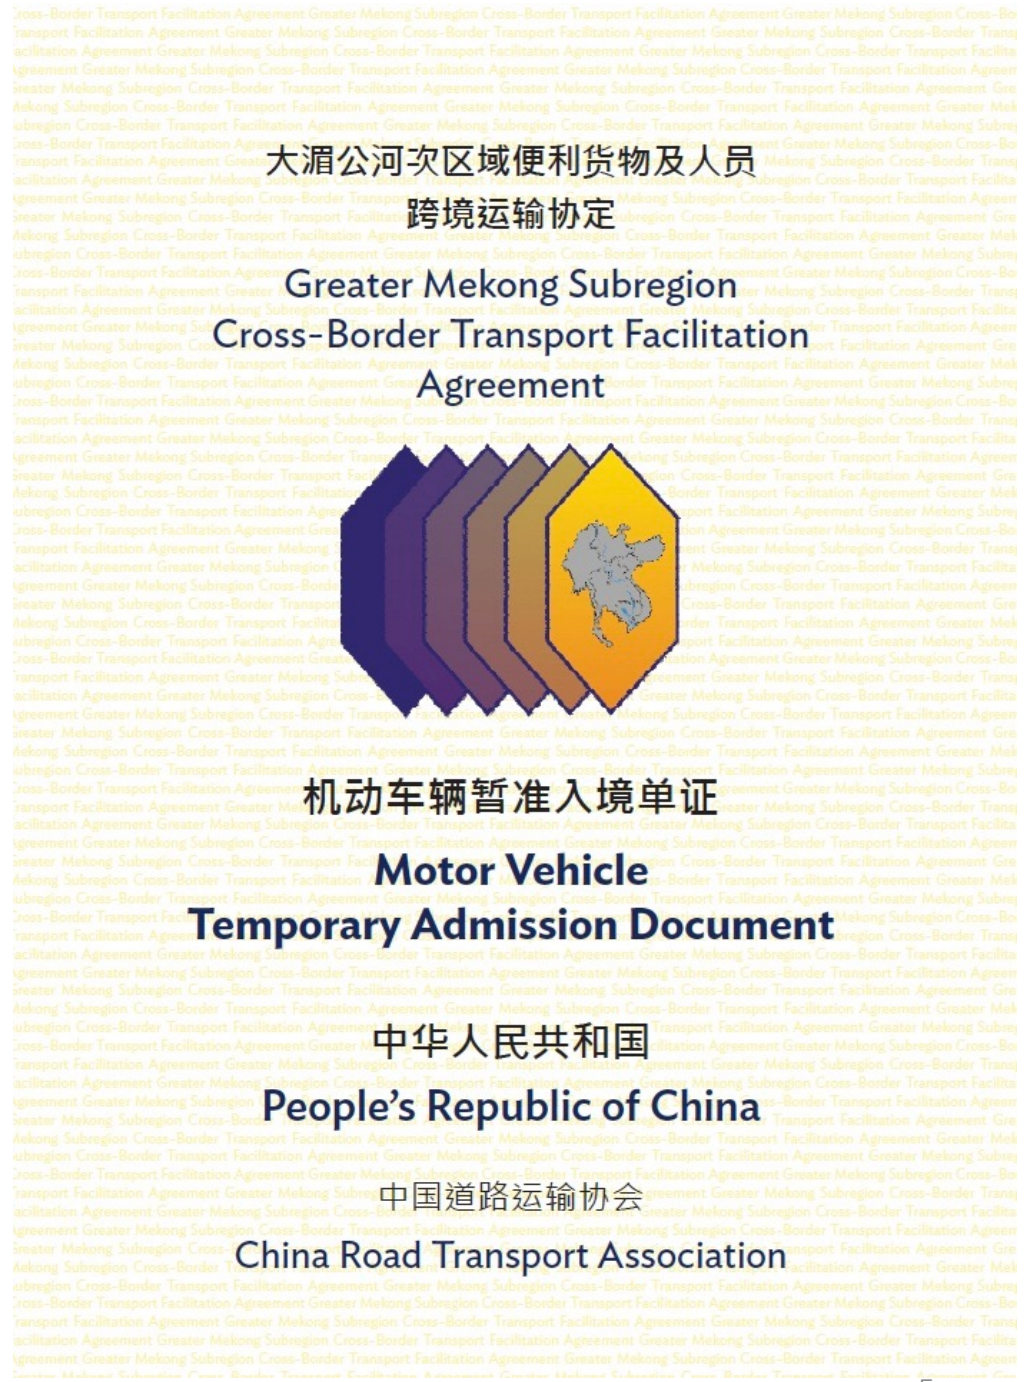 大湄公河次区域便利货物及人员
跨境运输协定
Greater Mekong Subregion
Cross-Border Transport Facilitation
Agreement
机动车辆暂准入境单证
Motor Vehicle
Temporary Admission Document
中华人民共和国
People's Republic of China
中国道路运输协会
China Road Transport Association